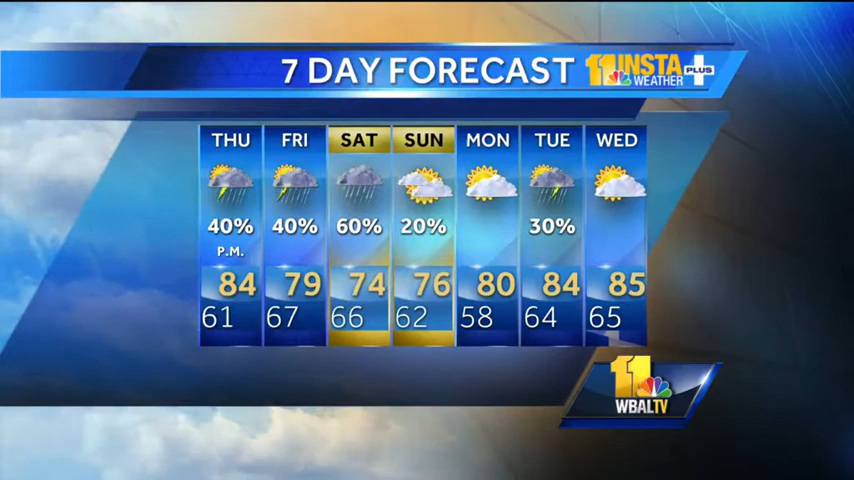 7 DAY FORECAST 11 INSTA WEATHER PLUS
THU FRI SAT SUN MON TUE WED
40% 40% 60% 20% 30%
P.M.
84 79 74 76 80 84 85
61 67 66 62 58 64 65
11
WBALTV